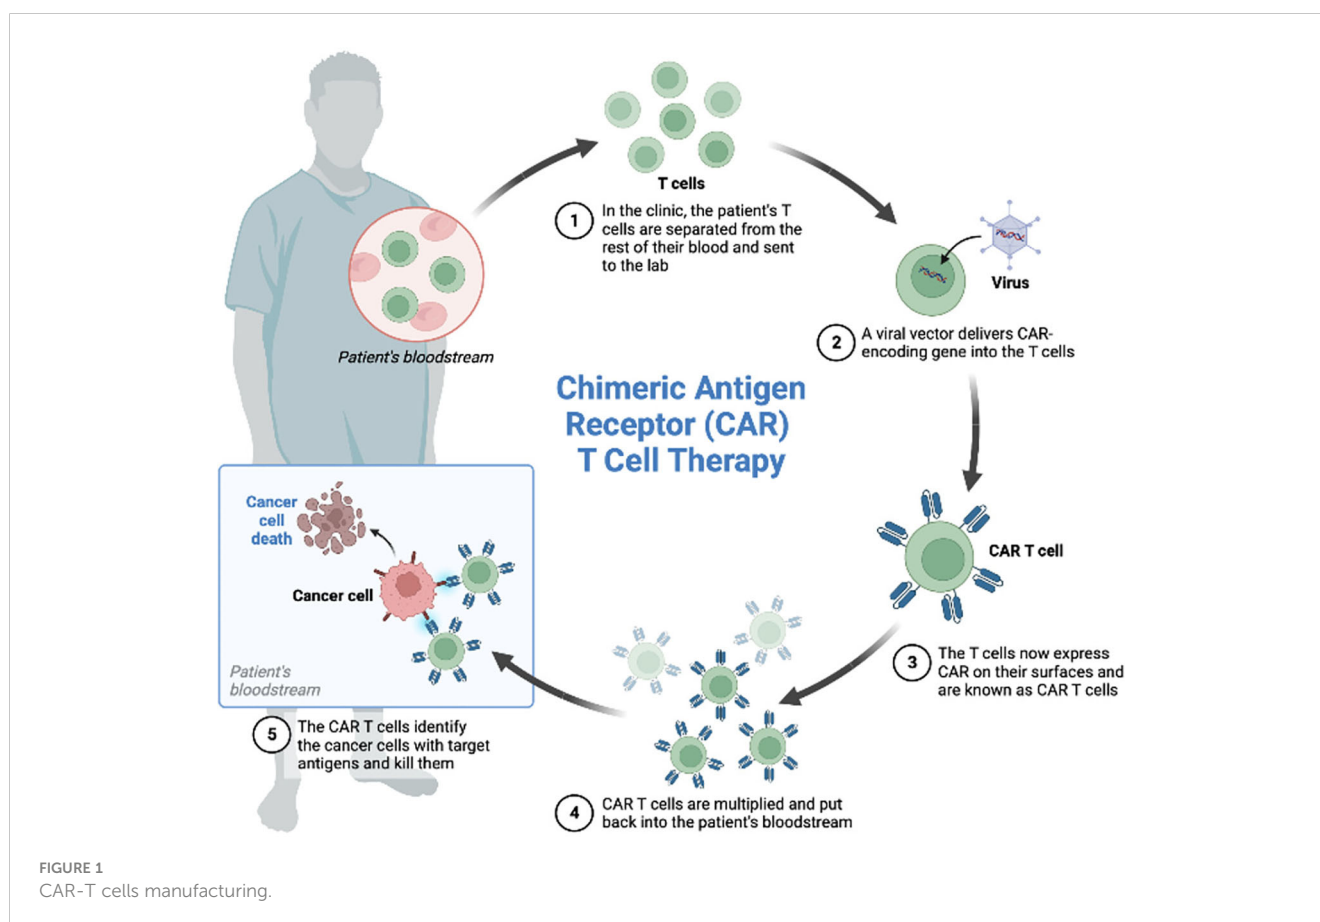 T cells
1
In the clinic, the patient's T
cells are separated from the
rest of their blood and sent
to the lab
Virus
2
A viral vector delivers CAR-
encoding gene into the T cells
Patient's bloodstream
Chimeric Antigen
Receptor (CAR)
T Cell Therapy
CAR T cell
3
The T cells now express
CAR on their surfaces and
are known as CAR T cells
4
CAR T cells are multiplied and put
back into the patient's bloodstream
Cancer
cell
death
Cancer cell
Patient's
bloodstream
5
The CAR T cells identify
the cancer cells with target
antigens and kill them
FIGURE 1
CAR-T cells manufacturing.